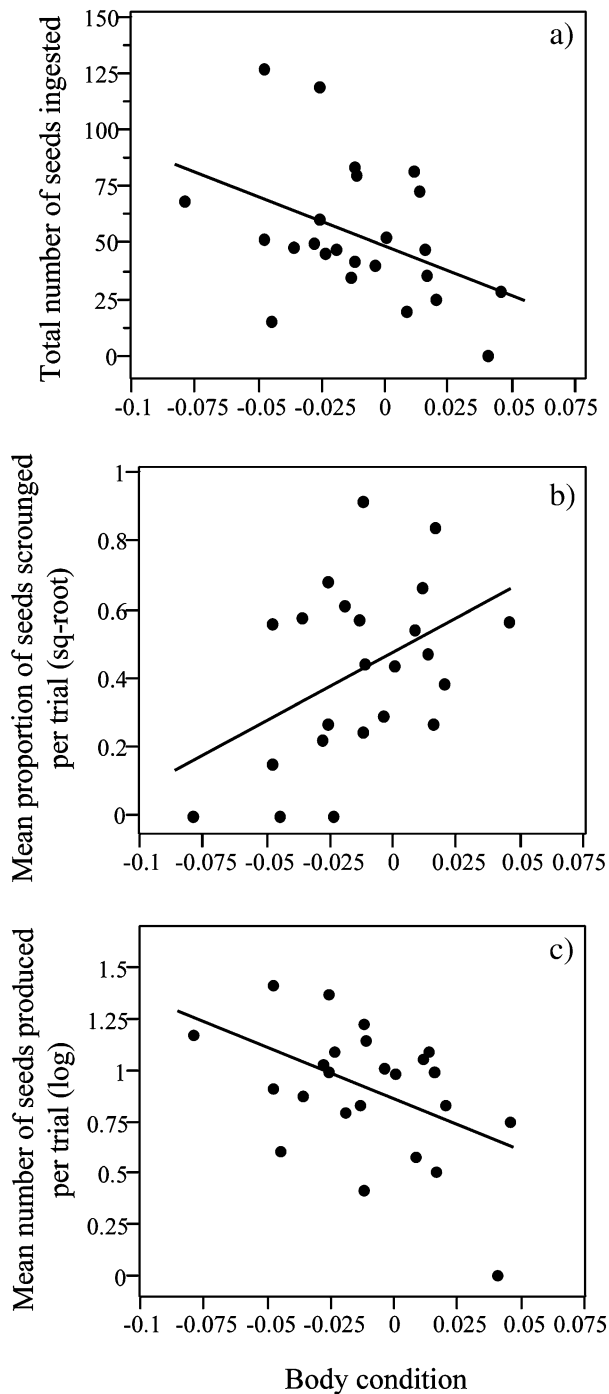 a)
Total number of seeds ingested
150
125
100
75
50
25
0
-0.1 -0.075 -0.05 -0.025 0 0.025 0.05 0.075
b)
Mean proportion of seeds scrounged
per trial (sq-root)
1
0.8
0.6
0.4
0.2
0
-0.1 -0.075 -0.05 -0.025 0 0.025 0.05 0.075
c)
Mean number of seeds produced
per trial (log)
1.5
1.25
1
0.75
0.5
0.25
0
-0.1 -0.075 -0.05 -0.025 0 0.025 0.05 0.075
Body condition